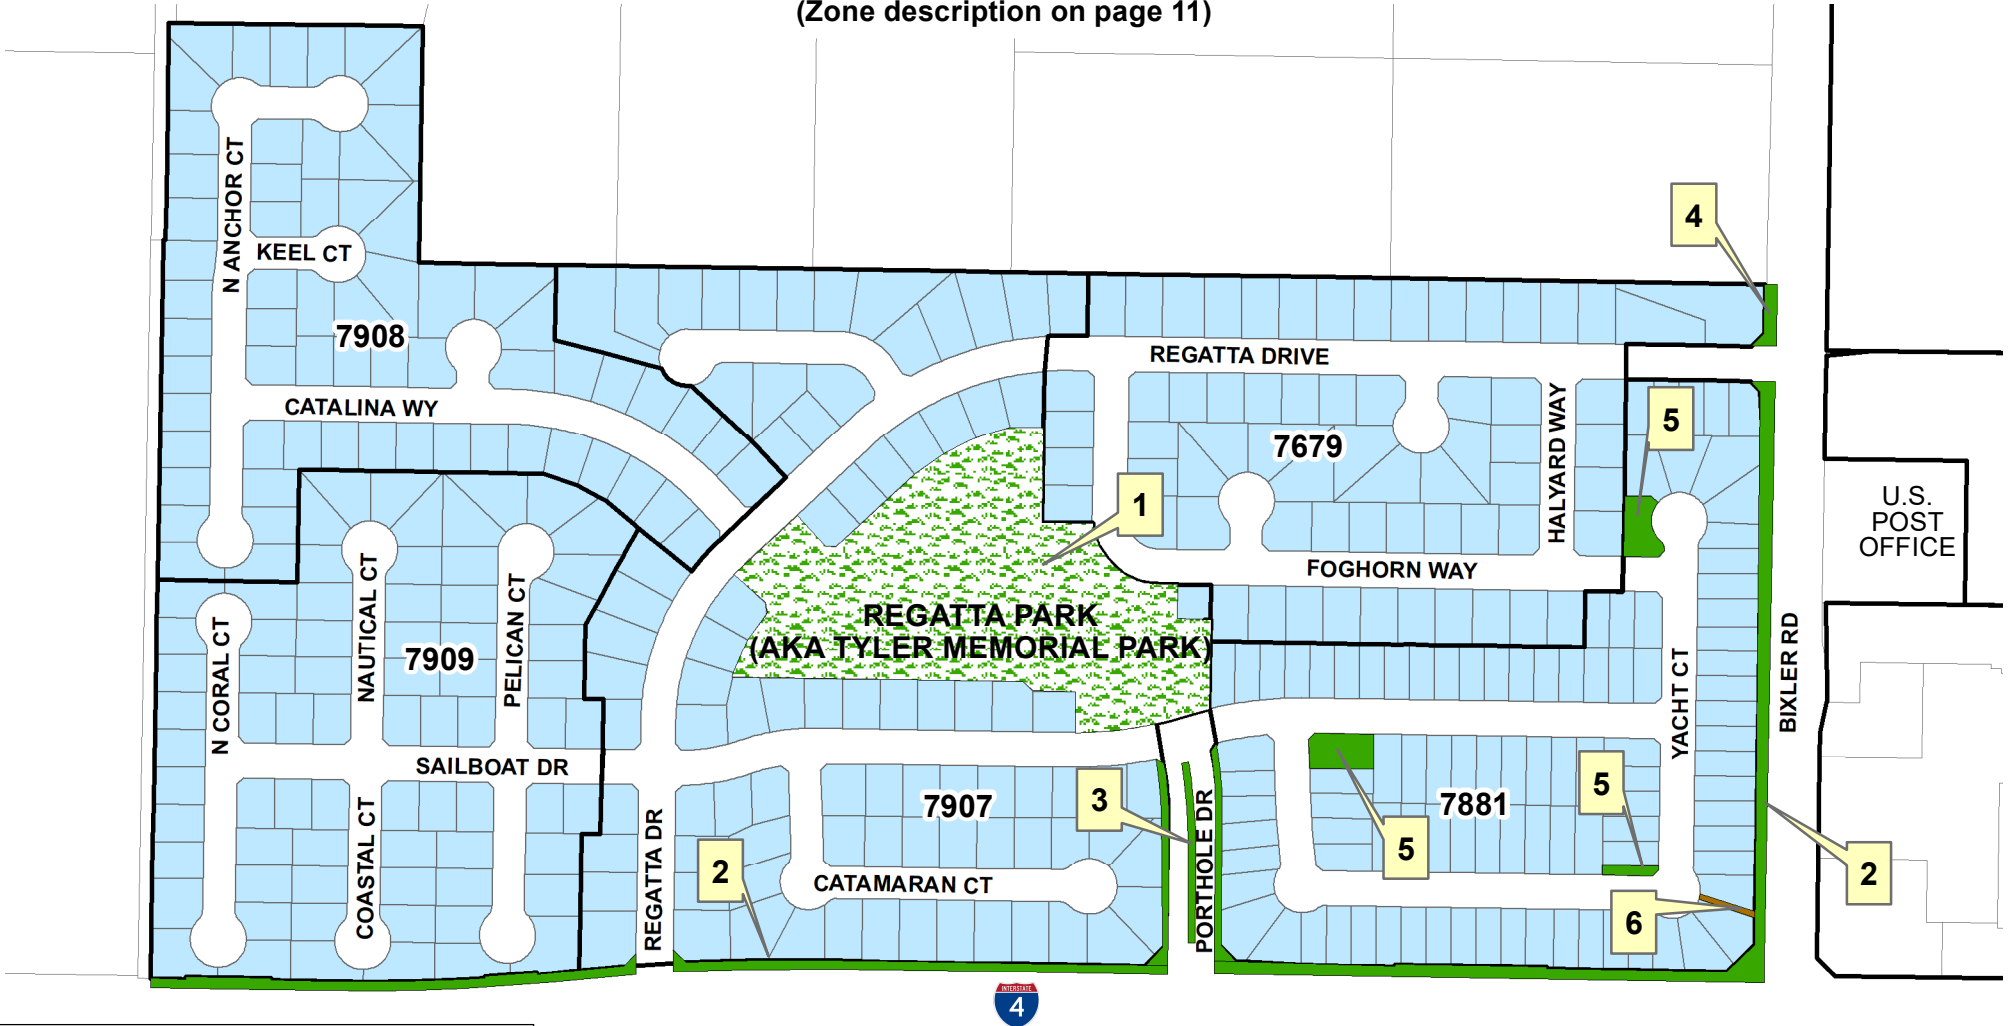 (Zone description on page 11)
N ANCHOR CT
KEEL CT
4
7908
REGATTA DRIVE
CATALINA WY
HALYARD WAY
5
7679
1
U.S.
POST
OFFICE
FOGHORN WAY
NAUTICAL CT
PELICAN CT
REGATTA PARK
(AKA TYLER MEMORIAL PARK)
7909
N CORAL CT
YACHT CT
BIXLER RD
SAILBOAT DR
7907
3
7881
5
5
2
COASTAL CT
REGATTA DR
2
CATAMARAN CT
PORTHOLE DR
6
INTERSTATE
4